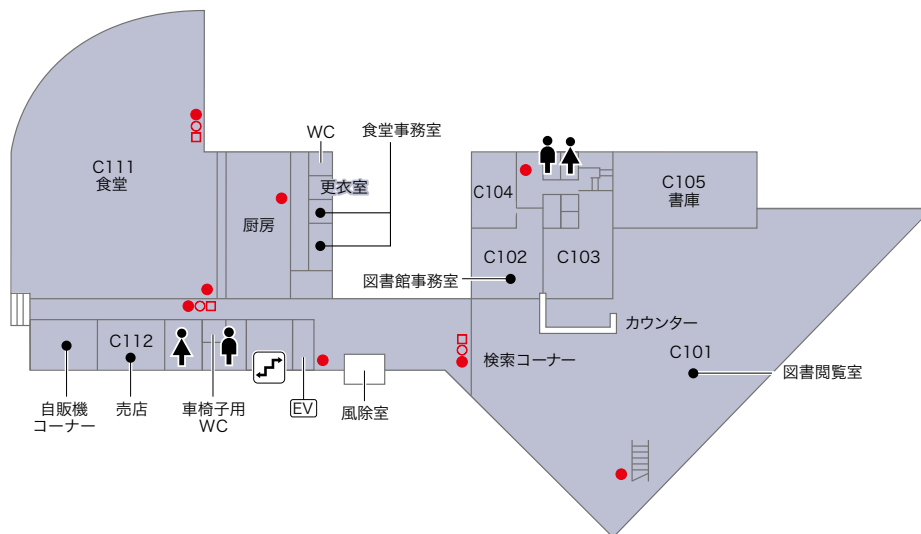 WC
食堂事務室
C111
食堂
更衣室
厨房
C104
C105
書庫
C102
C103
図書館事務室
カウンター
C112
検索コーナー
C101
図書閲覧室
自販機
コーナー
売店
車椅子用
WC
EV
風除室